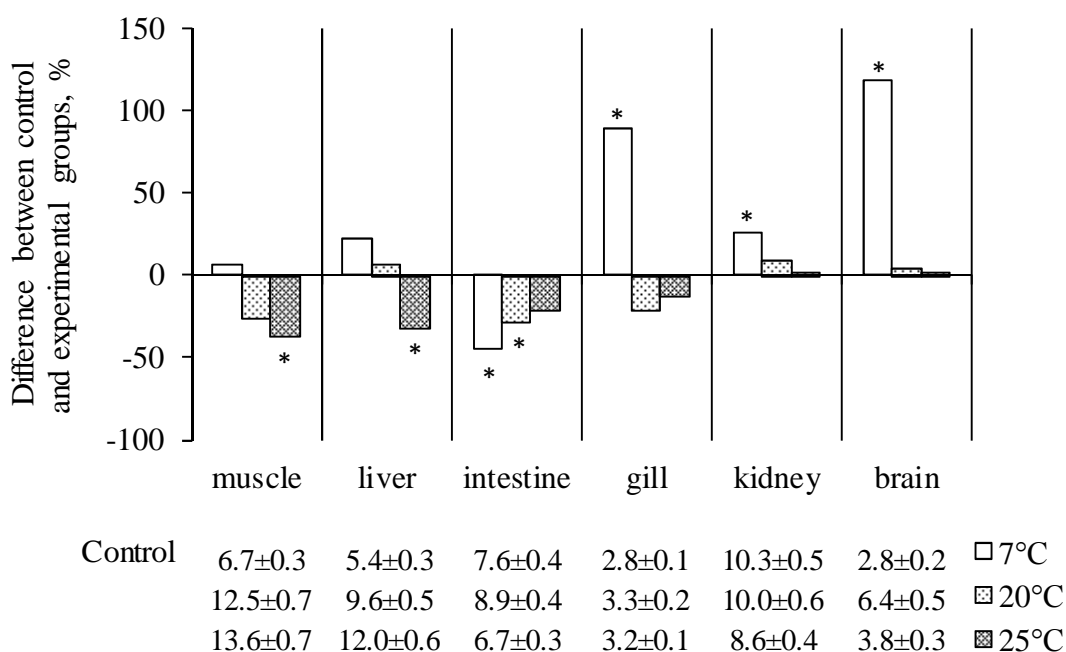 Difference between control
and experimental groups, %
150
100
50
0
-50
-100
*
*
*
*
*
*
*
muscle liver intestine gill kidney brain
Control 6.7±0.3 5.4±0.3 7.6±0.4 2.8±0.1 10.3±0.5 2.8±0.2 7°C
12.5±0.7 9.6±0.5 8.9±0.4 3.3±0.2 10.0±0.6 6.4±0.5 20°C
13.6±0.7 12.0±0.6 6.7±0.3 3.2±0.1 8.6±0.4 3.8±0.3 25°C